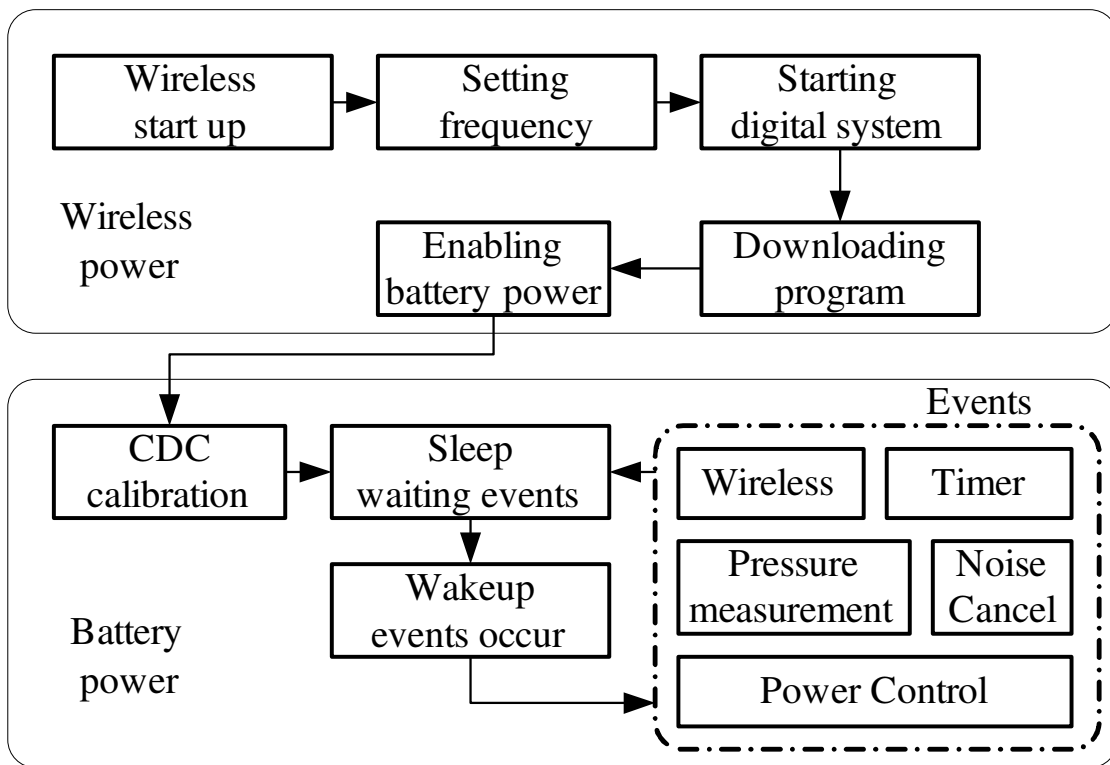 Wireless
start up
Setting
frequency
Starting
digital system
Wireless
power
Enabling
battery power
Downloading
program
Events
CDC
calibration
Sleep
waiting events
Wireless
Timer
Wakeup
events occur
Pressure
measurement
Noise
Cancel
Battery
power
Power Control